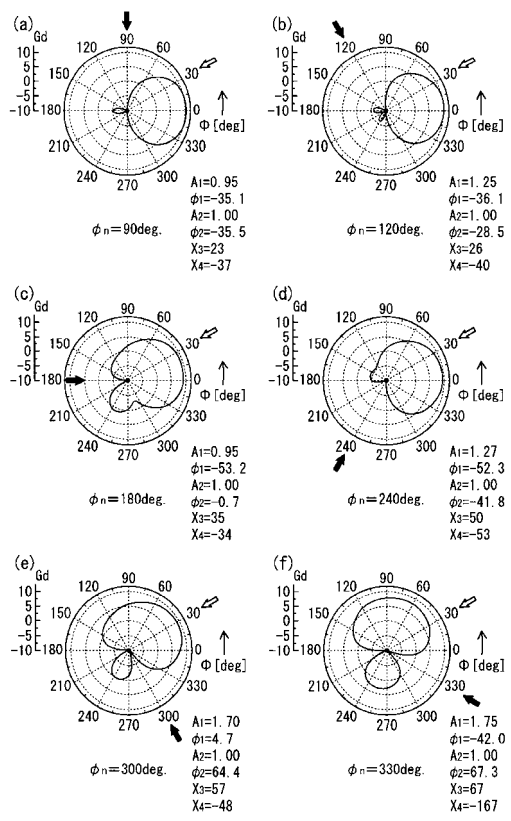 (a)
Gd
10
5
0
-5
-10
90
120
60
150
30
180
0
Φ[deg]
210
330
240
300
270
A1=0.95
ϕ1=-35.1
A2=1.00
ϕ2=-35.5
X3=23
X4=-37
ϕn=90deg.
(b)
Gd
10
5
0
-5
-10
90
120
60
150
30
180
0
Φ[deg]
210
330
240
300
270
A1=1.25
ϕ1=-36.1
A2=1.00
ϕ2=-28.5
X3=26
X4=-40
ϕn=120deg.
(c)
Gd
10
5
0
-5
-10
90
120
60
150
30
180
0
Φ[deg]
210
330
240
300
270
A1=0.95
ϕ1=-53.2
A2=1.00
ϕ2=-0.7
X3=35
X4=-34
ϕn=180deg.
(d)
Gd
10
5
0
-5
-10
90
120
60
150
30
180
0
Φ[deg]
210
330
240
300
270
A1=1.27
ϕ1=-52.3
A2=1.00
ϕ2=-41.8
X3=50
X4=-53
ϕn=240deg.
(e)
Gd
10
5
0
-5
-10
90
120
60
150
30
180
0
Φ[deg]
210
330
240
300
270
A1=1.70
ϕ1=4.7
A2=1.00
ϕ2=64.4
X3=57
X4=-48
ϕn=300deg.
(f)
Gd
10
5
0
-5
-10
90
120
60
150
30
180
0
Φ[deg]
210
330
240
300
270
A1=1.75
ϕ1=-42.0
A2=1.00
ϕ2=67.3
X3=67
X4=-167
ϕn=330deg.